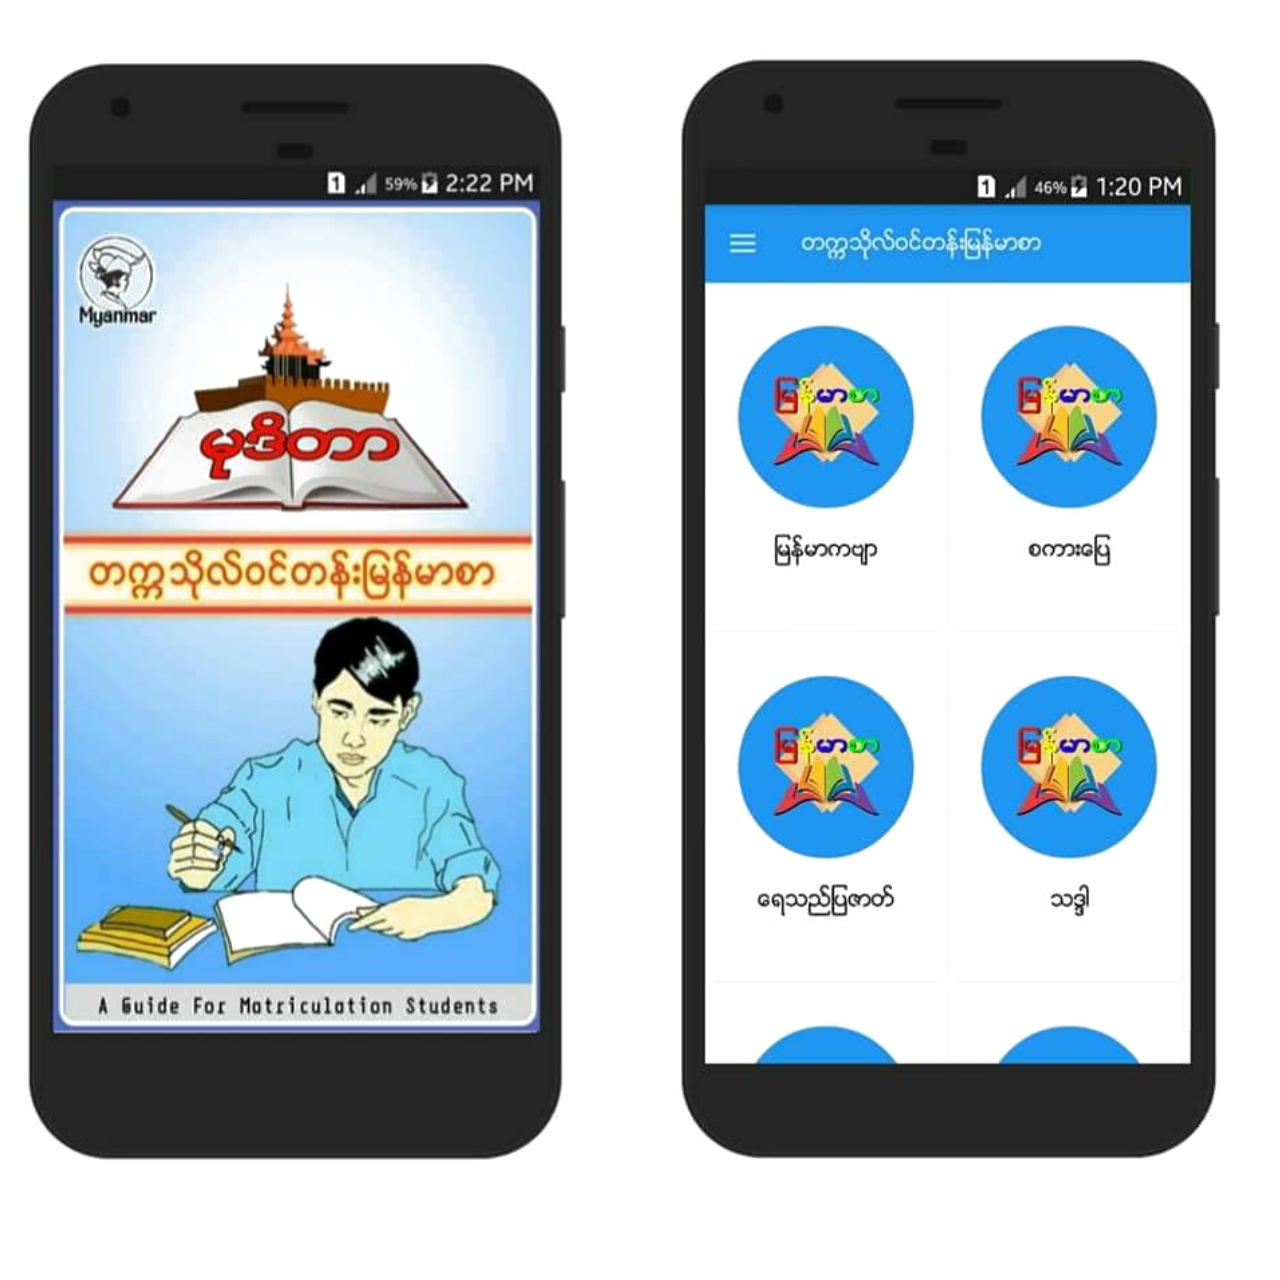 1 59% 2:22 PM
Myanmar
မုဒိတာ
တက္ကသိုလ်ဝင်တန်းမြန်မာစာ
A Guide For Matriculation Students
1 46% 1:20 PM
တက္ကသိုလ်ဝင်တန်းမြန်မာစာ
မြန်မာစာ
မြန်မာစာ
မြန်မာကဗျာ
စကားပြေ
မြန်မာစာ
မြန်မာစာ
ရေသည်ပြဇာတ်
သဒ္ဒါ